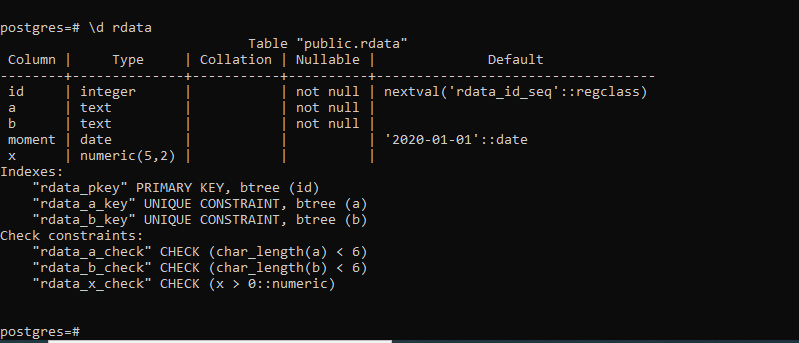 postgres=# \d rdata
                              Table "public.rdata"
 Column |     Type     | Collation | Nullable |              Default
--------+--------------+-----------+----------+-----------------------------------
 id     | integer      |           | not null | nextval('rdata_id_seq'::regclass)
 a      | text         |           | not null |
 b      | text         |           | not null |
 moment | date         |           |          | '2020-01-01'::date
 x      | numeric(5,2) |           |          |
Indexes:
    "rdata_pkey" PRIMARY KEY, btree (id)
    "rdata_a_key" UNIQUE CONSTRAINT, btree (a)
    "rdata_b_key" UNIQUE CONSTRAINT, btree (b)
Check constraints:
    "rdata_a_check" CHECK (char_length(a) < 6)
    "rdata_b_check" CHECK (char_length(b) < 6)
    "rdata_x_check" CHECK (x > 0::numeric)
postgres=#